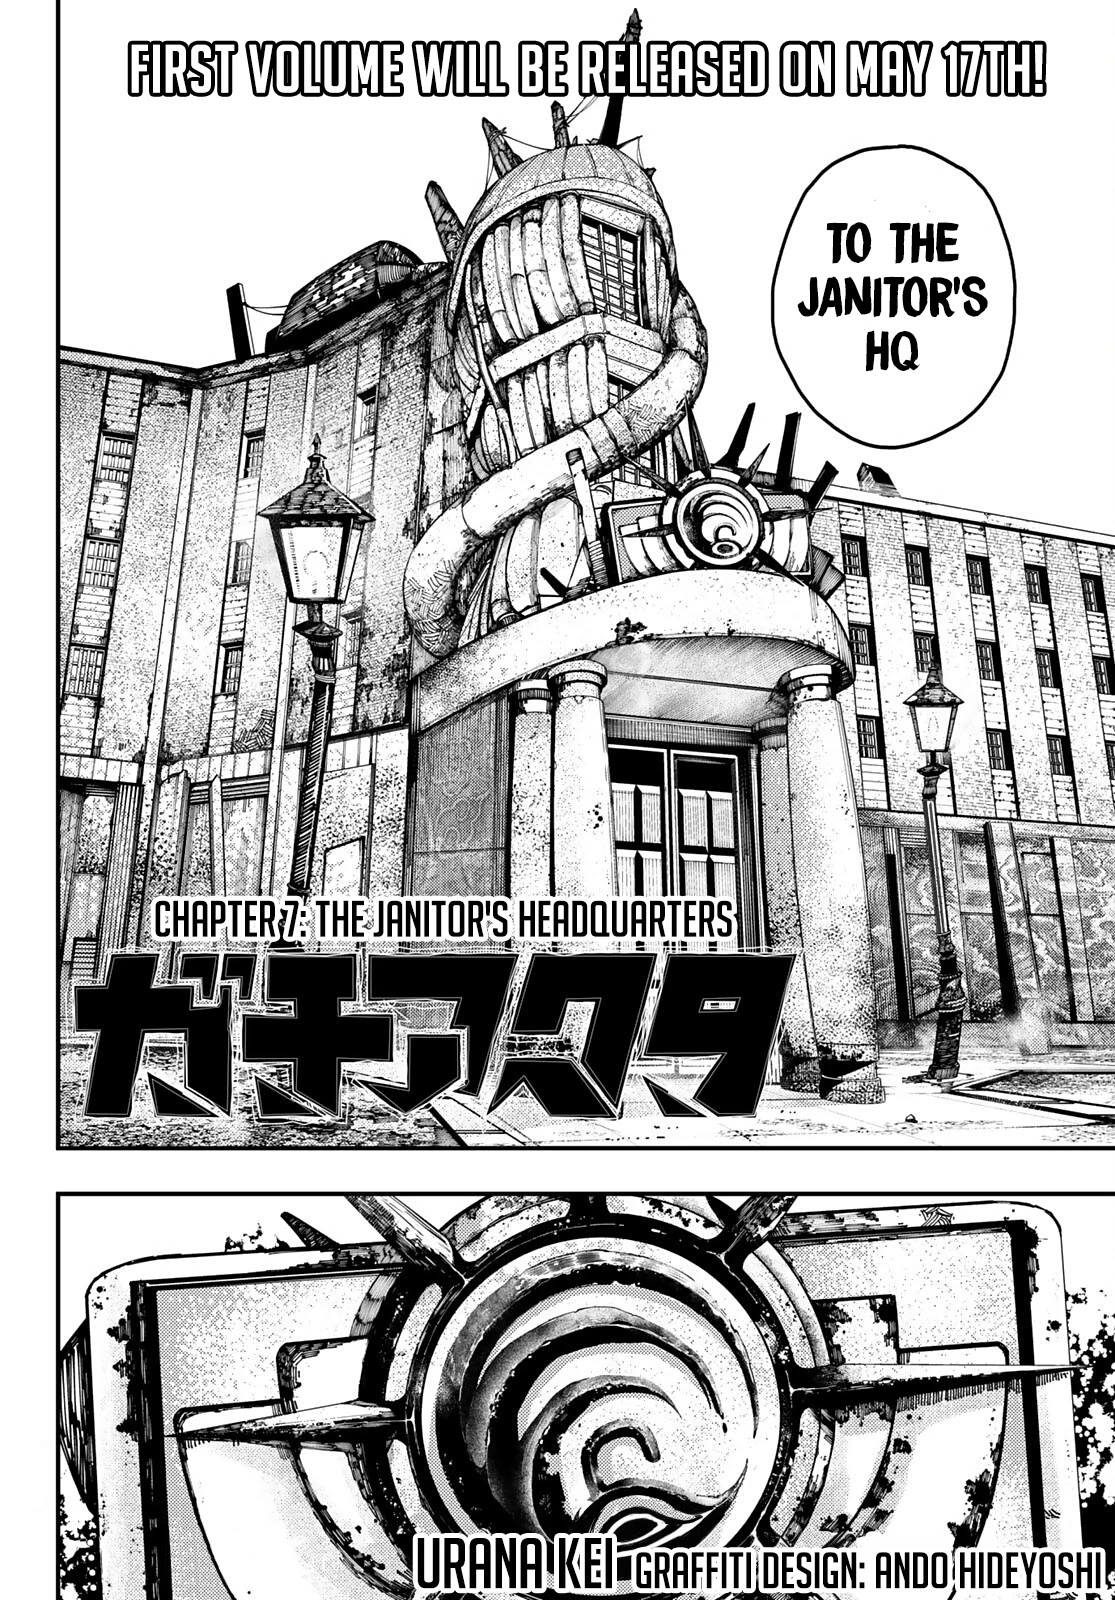 FIRST VOLUME WILL BE RELEASED ON MAY 17TH!
TO THE
JANITOR'S
HQ
CHAPTER 7: THE JANITOR'S HEADQUARTERS
ガチアクタ
URANA KEI GRAFFITI DESIGN: ANDO HIDEYOSHI